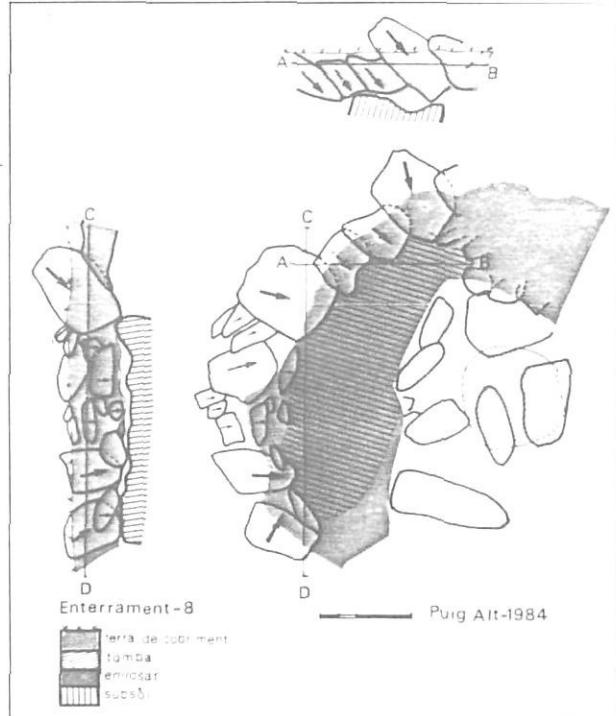 A B
C
C
A B
D
D
Enterrament-8
Puig Alt-1984
terra de cobriment
tomba
enllosat
subsòl